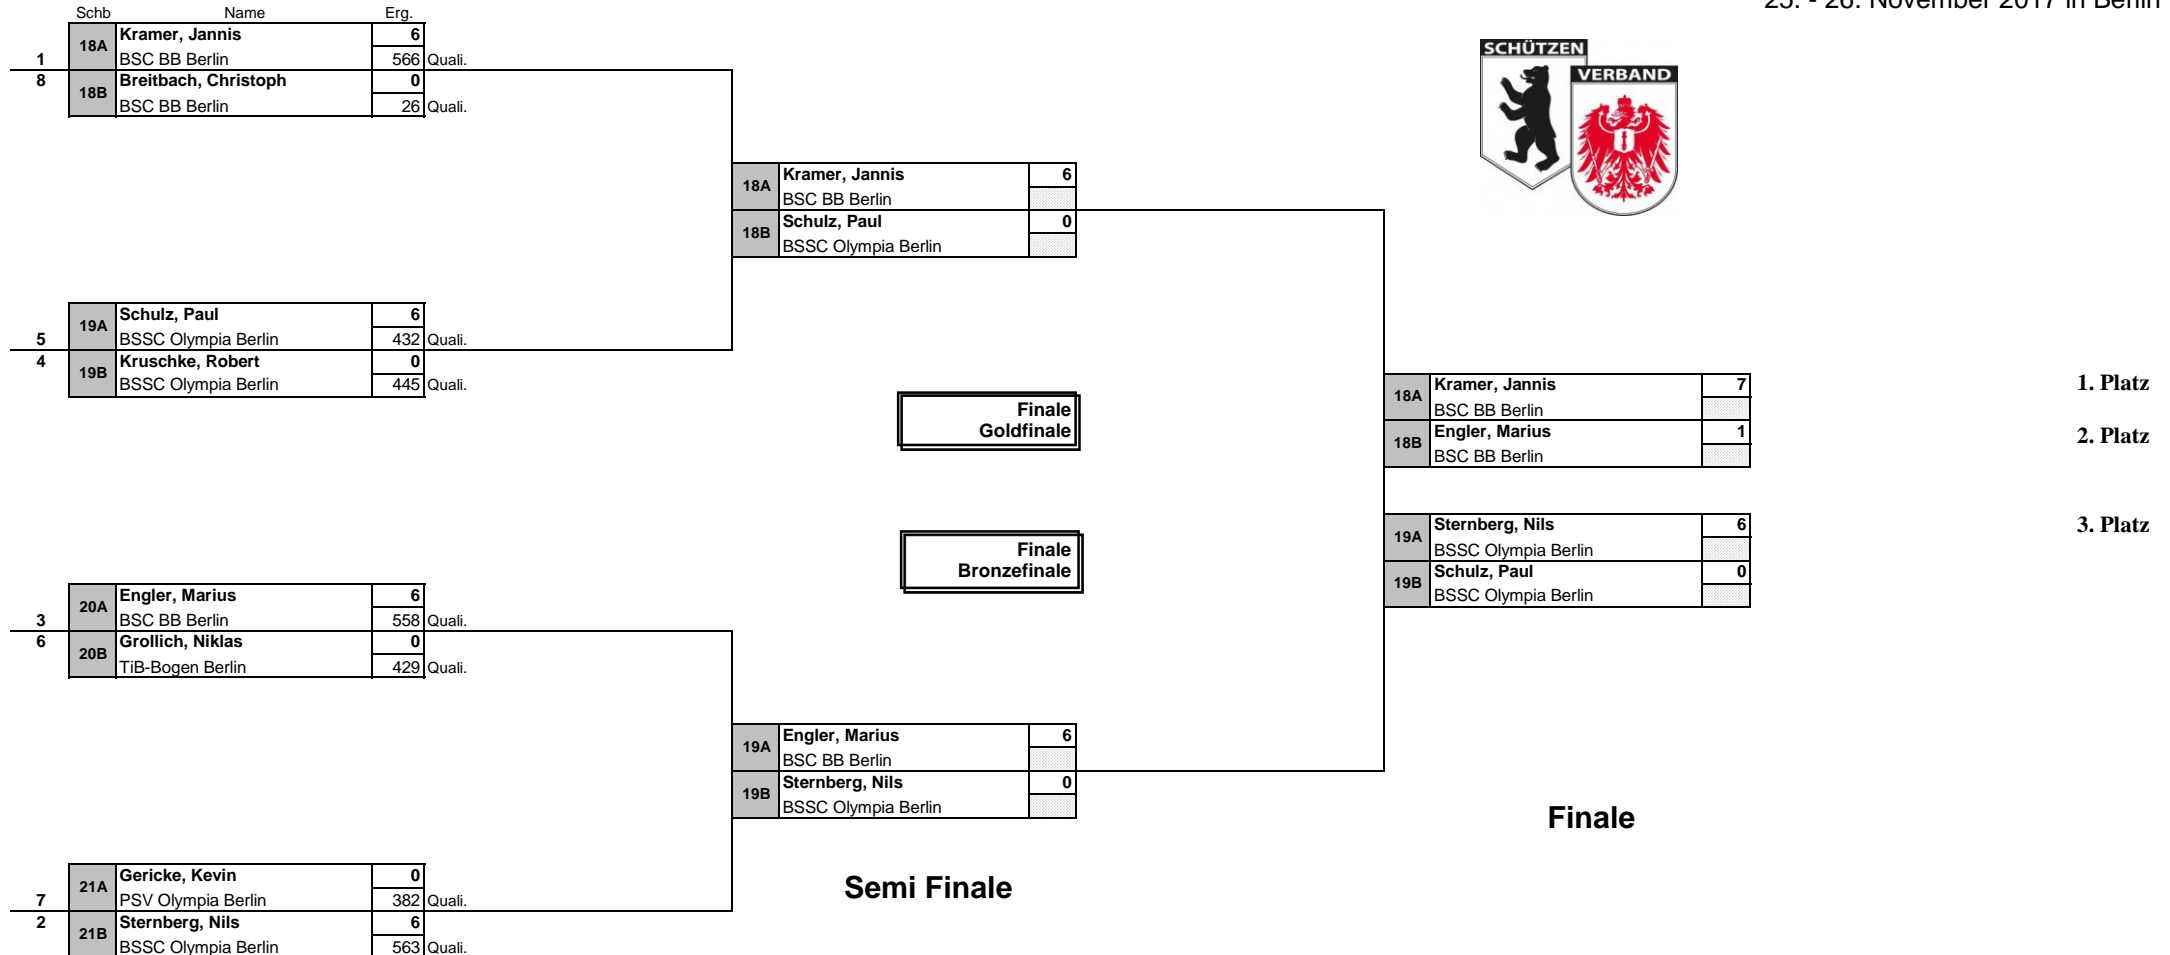 25. - 26. November 2017 in Berlin
Schb Name Erg.
18A Kramer, Jannis 6
1 BSC BB Berlin 566 Quali.
8 18B Breitbach, Christoph 0
BSC BB Berlin 26 Quali.
SCHÜTZEN
VERBAND
18A Kramer, Jannis 6
BSC BB Berlin
18B Schulz, Paul 0
BSSC Olympia Berlin
19A Schulz, Paul 6
5 BSSC Olympia Berlin 432 Quali.
4 19B Kruschke, Robert 0
BSSC Olympia Berlin 445 Quali.
Finale
Goldfinale
18A Kramer, Jannis 7 1. Platz
BSC BB Berlin
18B Engler, Marius 1 2. Platz
BSC BB Berlin
Finale
Bronzefinale
19A Sternberg, Nils 6 3. Platz
BSSC Olympia Berlin
19B Schulz, Paul 0
BSSC Olympia Berlin
20A Engler, Marius 6
3 BSC BB Berlin 558 Quali.
6 20B Grollich, Niklas 0
TiB-Bogen Berlin 429 Quali.
19A Engler, Marius 6
BSC BB Berlin
19B Sternberg, Nils 0
BSSC Olympia Berlin
Finale
Semi Finale
21A Gericke, Kevin 0
7 PSV Olympia Berlin 382 Quali.
2 21B Sternberg, Nils 6
BSSC Olympia Berlin 563 Quali.